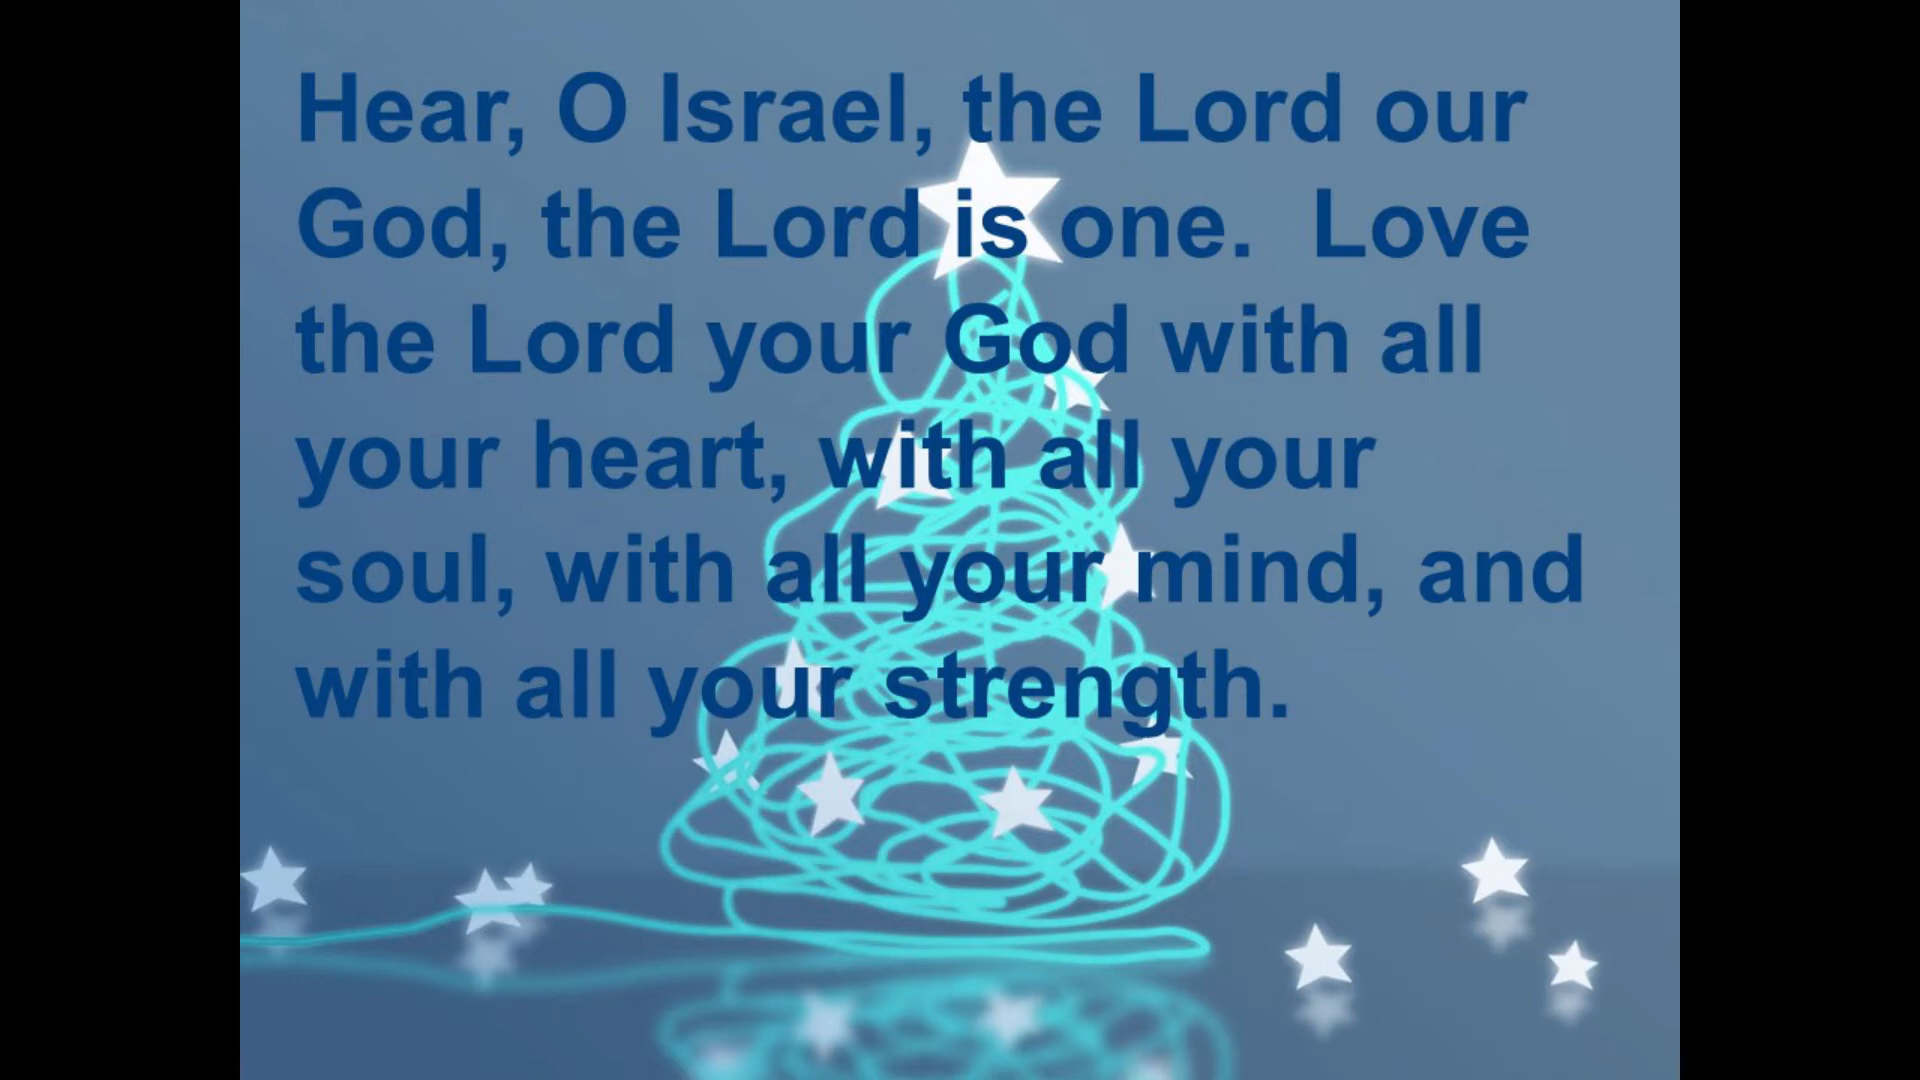 Hear, O Israel, the Lord our
God, the Lord is one.  Love
the Lord your God with all
your heart, with all your
soul, with all your mind, and
with all your strength.